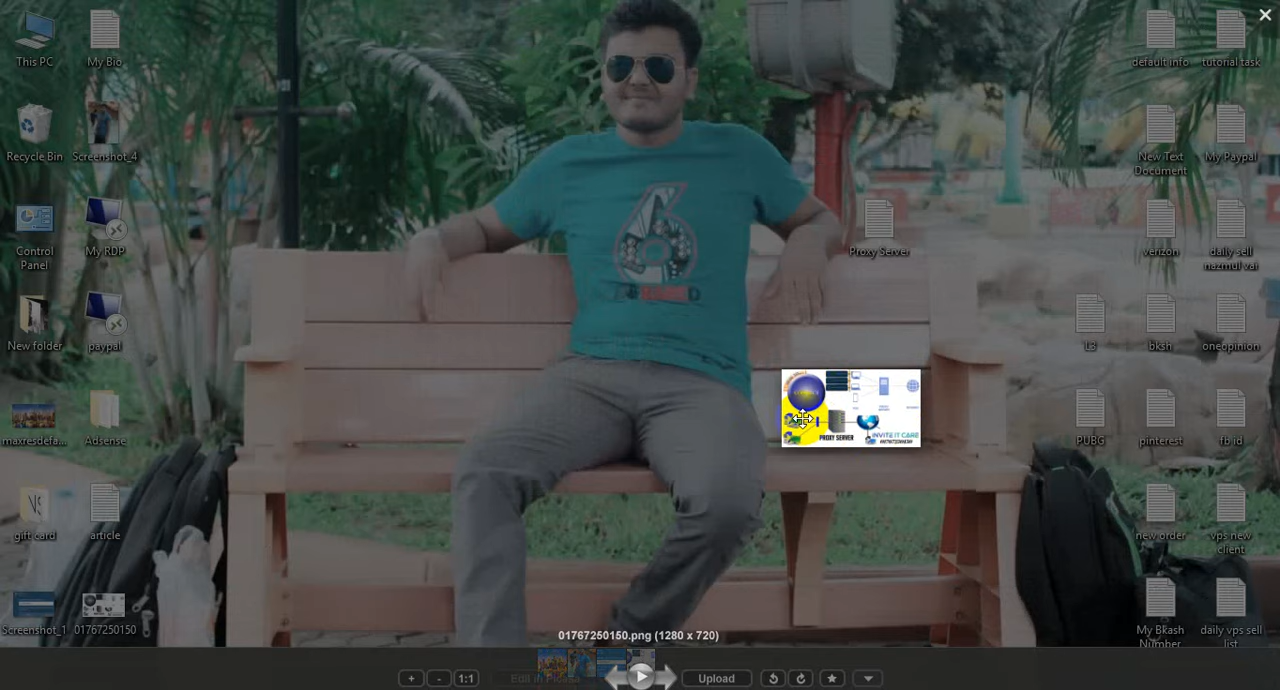 This PC
My Bio
default info
tutorial task
Recycle Bin
Screenshot_4
New Text
Document
My Paypal
Control
Panel
My RDP
Proxy Server
verizon
daily sell
nazmul vai
New folder
paypal
bksh
oneopinion
maxresdefa...
Adsense
PUBG
pinterest
fb id
PROXY SERVER
INVITE IT CARE
gift card
article
new order
vps new
client
Screenshot_1
01767250150
My Bkash
Number
daily vps sell
list
01767250150.png (1280 x 720)
+
-
1:1
Edit in Picasa
Upload